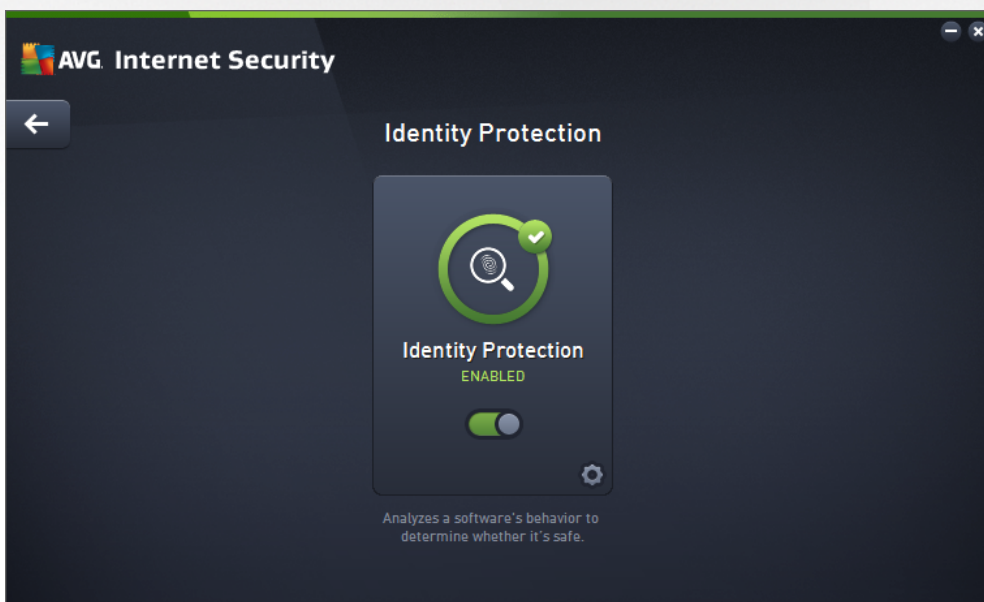 AVG Internet Security
Identity Protection
Identity Protection
ENABLED
Analyzes a software's behavior to
determine whether it's safe.